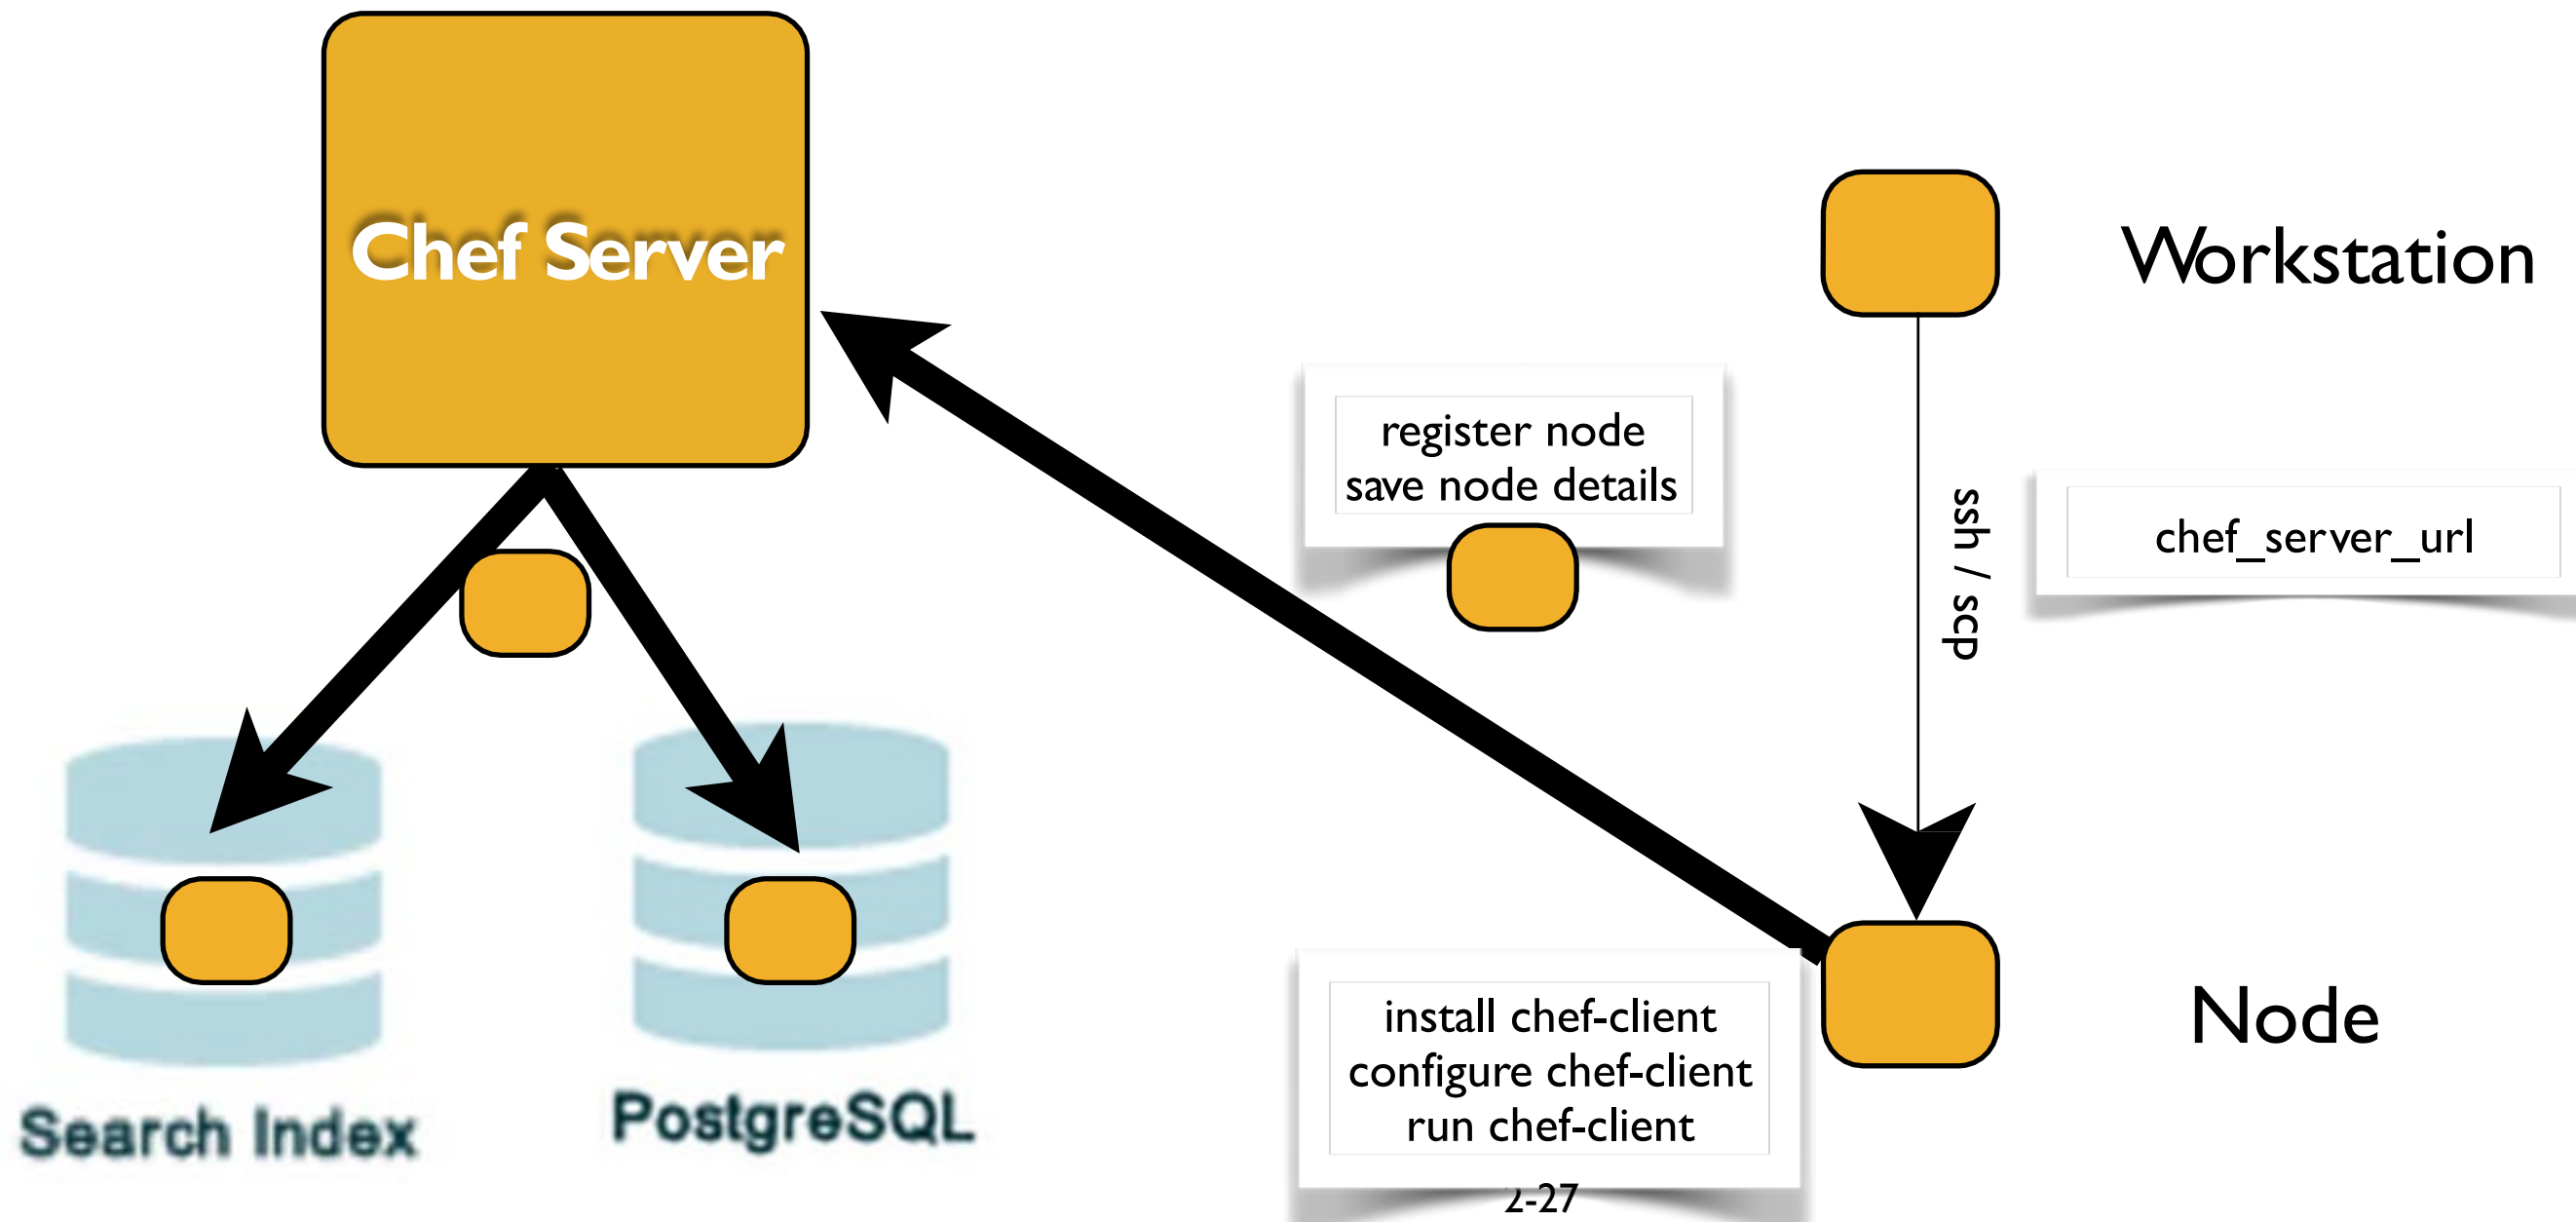 Chef Server
Workstation
register node
save node details
ssh / scp
chef_server_url
install chef-client
configure chef-client
run chef-client
Node
Search Index
PostgreSQL
2-27